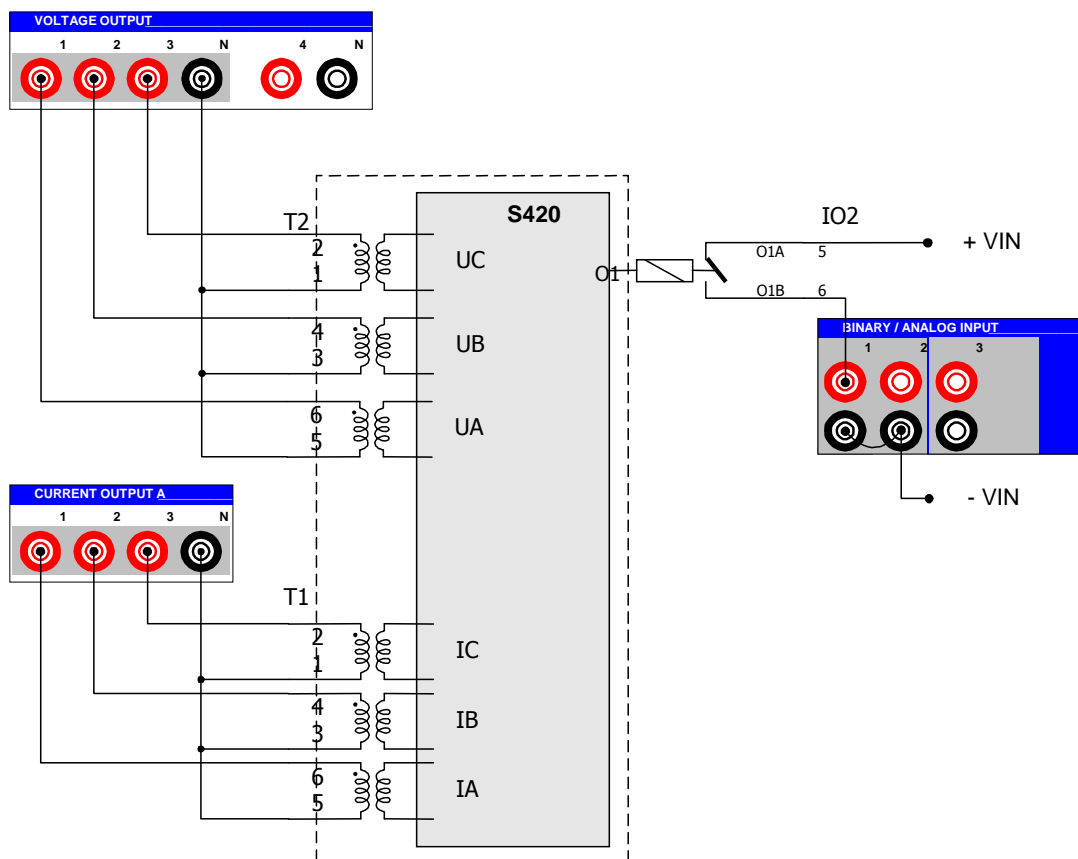 VOLTAGE OUTPUT
1 2 3 N 4 N
T2
2
1
4
3
6
5
S420
UC
UB
UA
O1
IO2
O1A 5
+ VIN
O1B 6
BINARY / ANALOG INPUT
1 2 3
- VIN
CURRENT OUTPUT A
1 2 3 N
T1
2
1
4
3
6
5
IC
IB
IA